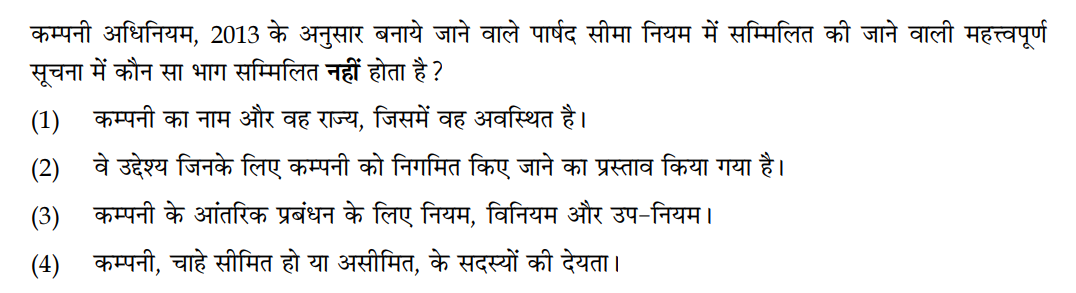 कम्पनी अधिनियम, 2013 के अनुसार बनाये जाने वाले पार्षद सीमा नियम में सम्मिलित की जाने वाली महत्त्वपूर्ण
सूचना में कौन सा भाग सम्मिलित नहीं होता है ?
(1) कम्पनी का नाम और वह राज्य, जिसमें वह अवस्थित है।
(2) वे उद्देश्य जिनके लिए कम्पनी को निगमित किए जाने का प्रस्ताव किया गया है।
(3) कम्पनी के आंतरिक प्रबंधन के लिए नियम, विनियम और उप-नियम।
(4) कम्पनी, चाहे सीमित हो या असीमित, के सदस्यों की देयता।